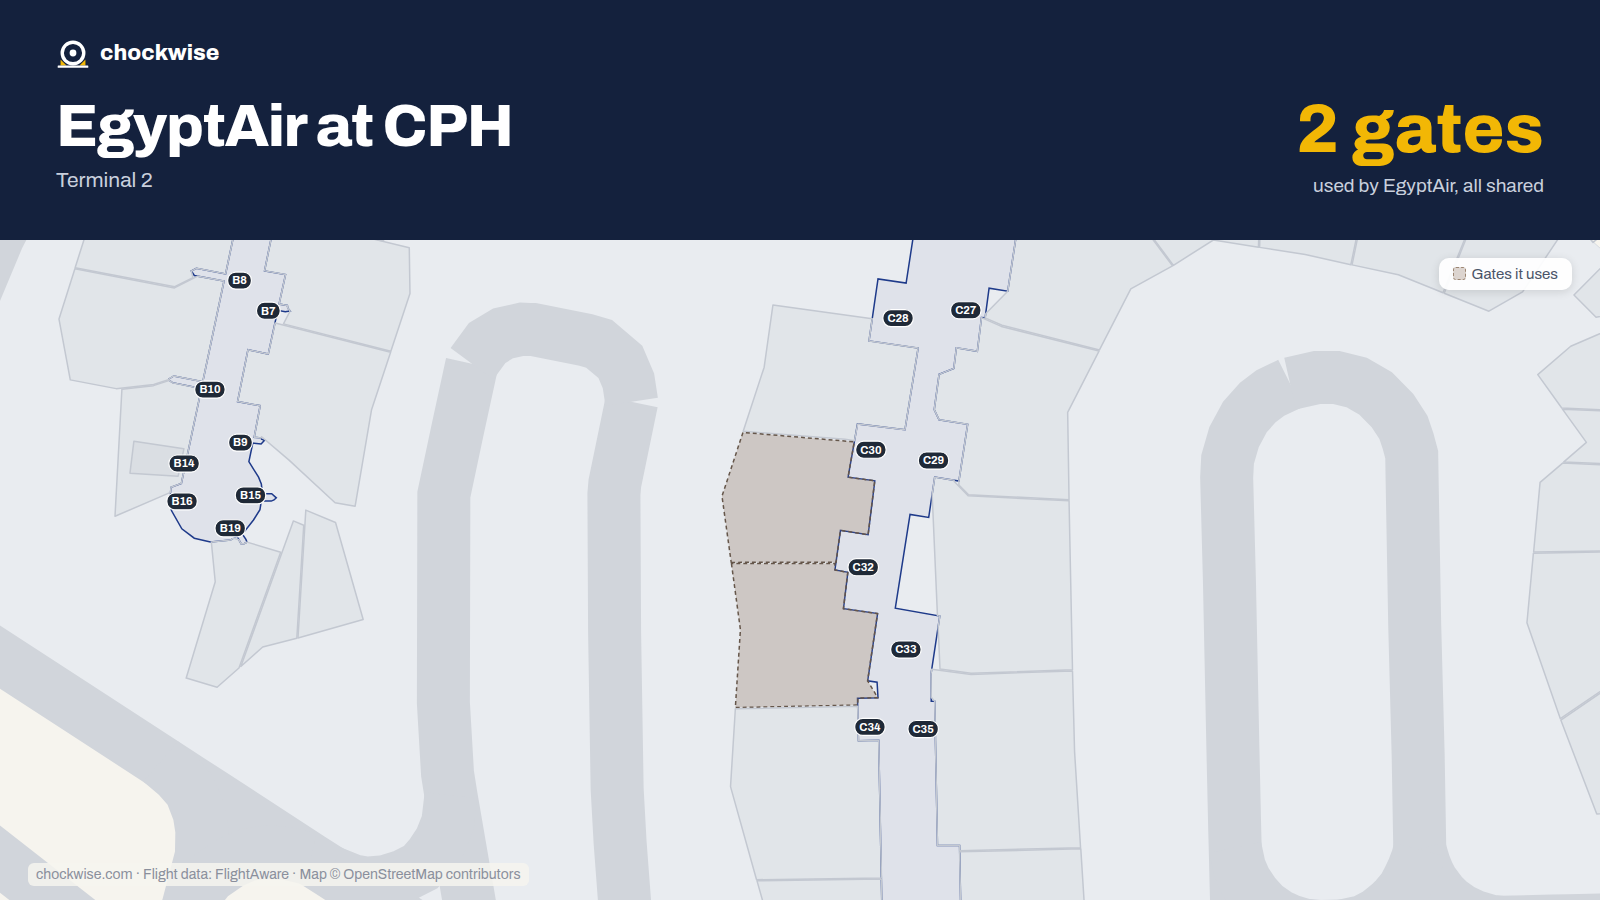 chockwise
EgyptAir at CPH
Terminal 2
2 gates
used by EgyptAir, all shared
Gates it uses
B8
B7
B10
B9
B14
B15
B16
B19
C28
C27
C30
C29
C32
C33
C34
C35
chockwise.com · Flight data: FlightAware · Map © OpenStreetMap contributors